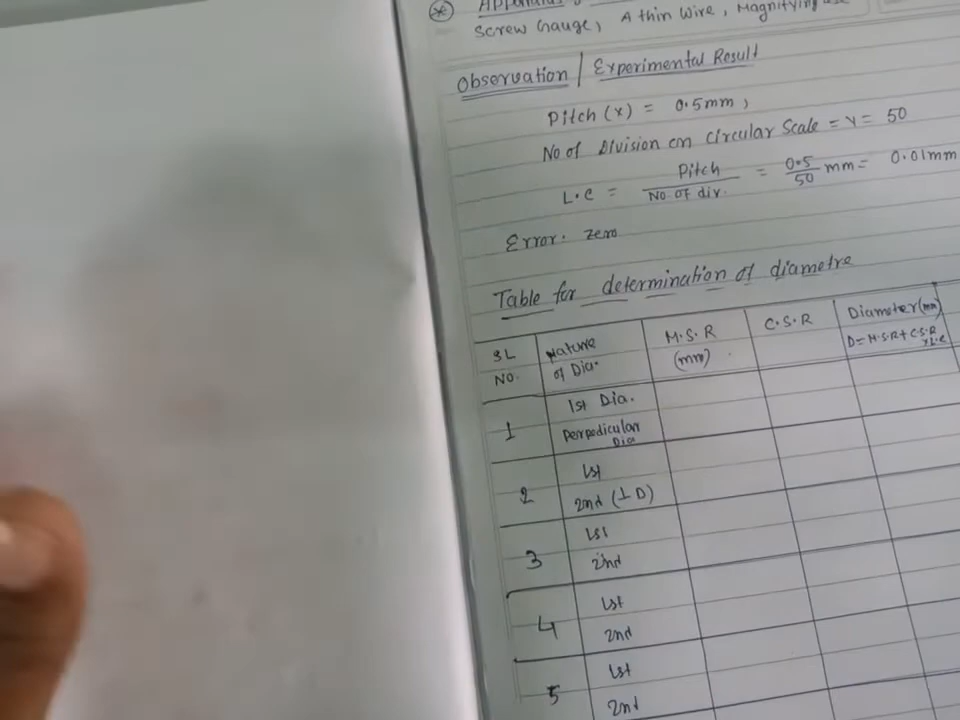 Apparatus
Screw Gauge, A thin wire, Magnifying
Observation / Experimental Result
Pitch (x) = 0.5mm,
No of Division on Circular Scale = Y = 50
L.C = Pitch / No of div. = 0.5 / 50 mm = 0.01mm
Error. Zero
Table for determination of diametre
SL NO. | Nature of Dia. | M.S.R (mm) | C.S.R | Diameter (mm) D = M.S.R + C.S.R x L.C
1 | 1st Dia.
Perpedicular Dia
2 | 1st
2nd (⊥ D)
3 | 1st
2nd
4 | 1st
2nd
5 | 1st
2nd